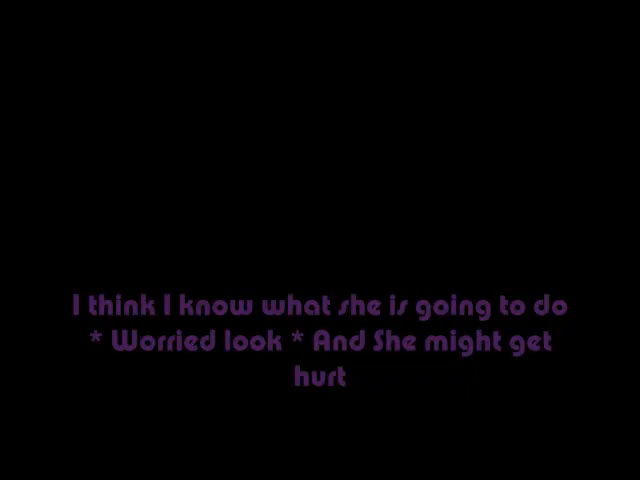 I think I know what she is going to do
* Worried look * And She might get
hurt